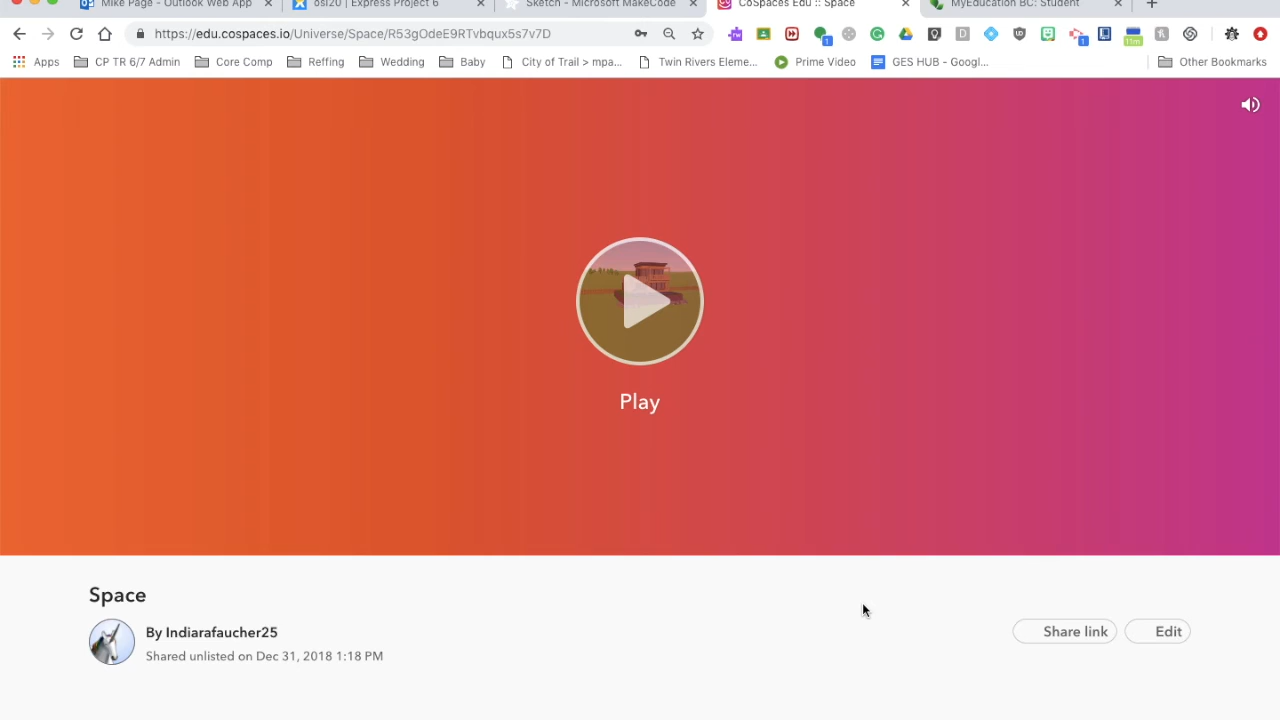 Mike Page - Outlook Web App
osl20 | Express Project 6
Sketch - Microsoft MakeCode
CoSpaces Edu :: Space
MyEducation BC: Student
https://edu.cospaces.io/Universe/Space/R53gOdeE9RTvbqux5s7v7D
Apps CP TR 6/7 Admin Core Comp Reffing Wedding Baby City of Trail > mpa... Twin Rivers Eleme... Prime Video GES HUB - Googl... Other Bookmarks
Play
Space
By Indiarafaucher25
Shared unlisted on Dec 31, 2018 1:18 PM
Share link
Edit